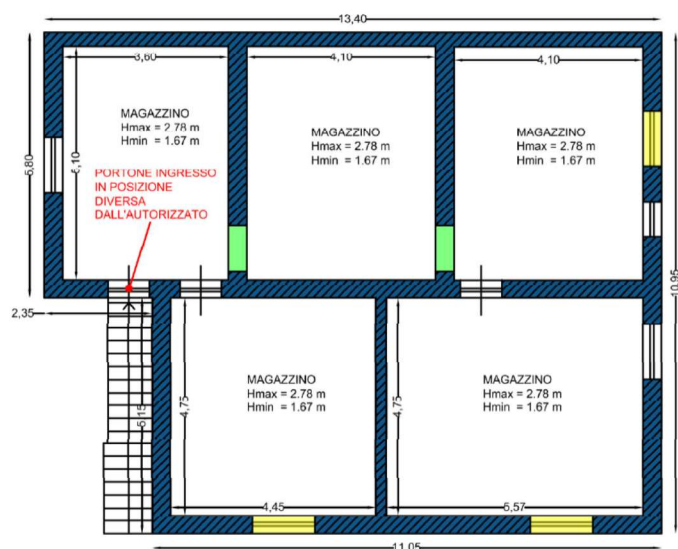 13,40
3,60
4,10
4,10
MAGAZZINO
Hmax = 2.78 m
Hmin = 1.67 m
MAGAZZINO
Hmax = 2.78 m
Hmin = 1.67 m
MAGAZZINO
Hmax = 2.78 m
Hmin = 1.67 m
5,80
5,10
PORTONE INGRESSO
IN POSIZIONE
DIVERSA
DALL'AUTORIZZATO
10,95
2,35
MAGAZZINO
Hmax = 2.78 m
Hmin = 1.67 m
MAGAZZINO
Hmax = 2.78 m
Hmin = 1.67 m
5,15
4,75
4,75
4,45
5,57
11,05